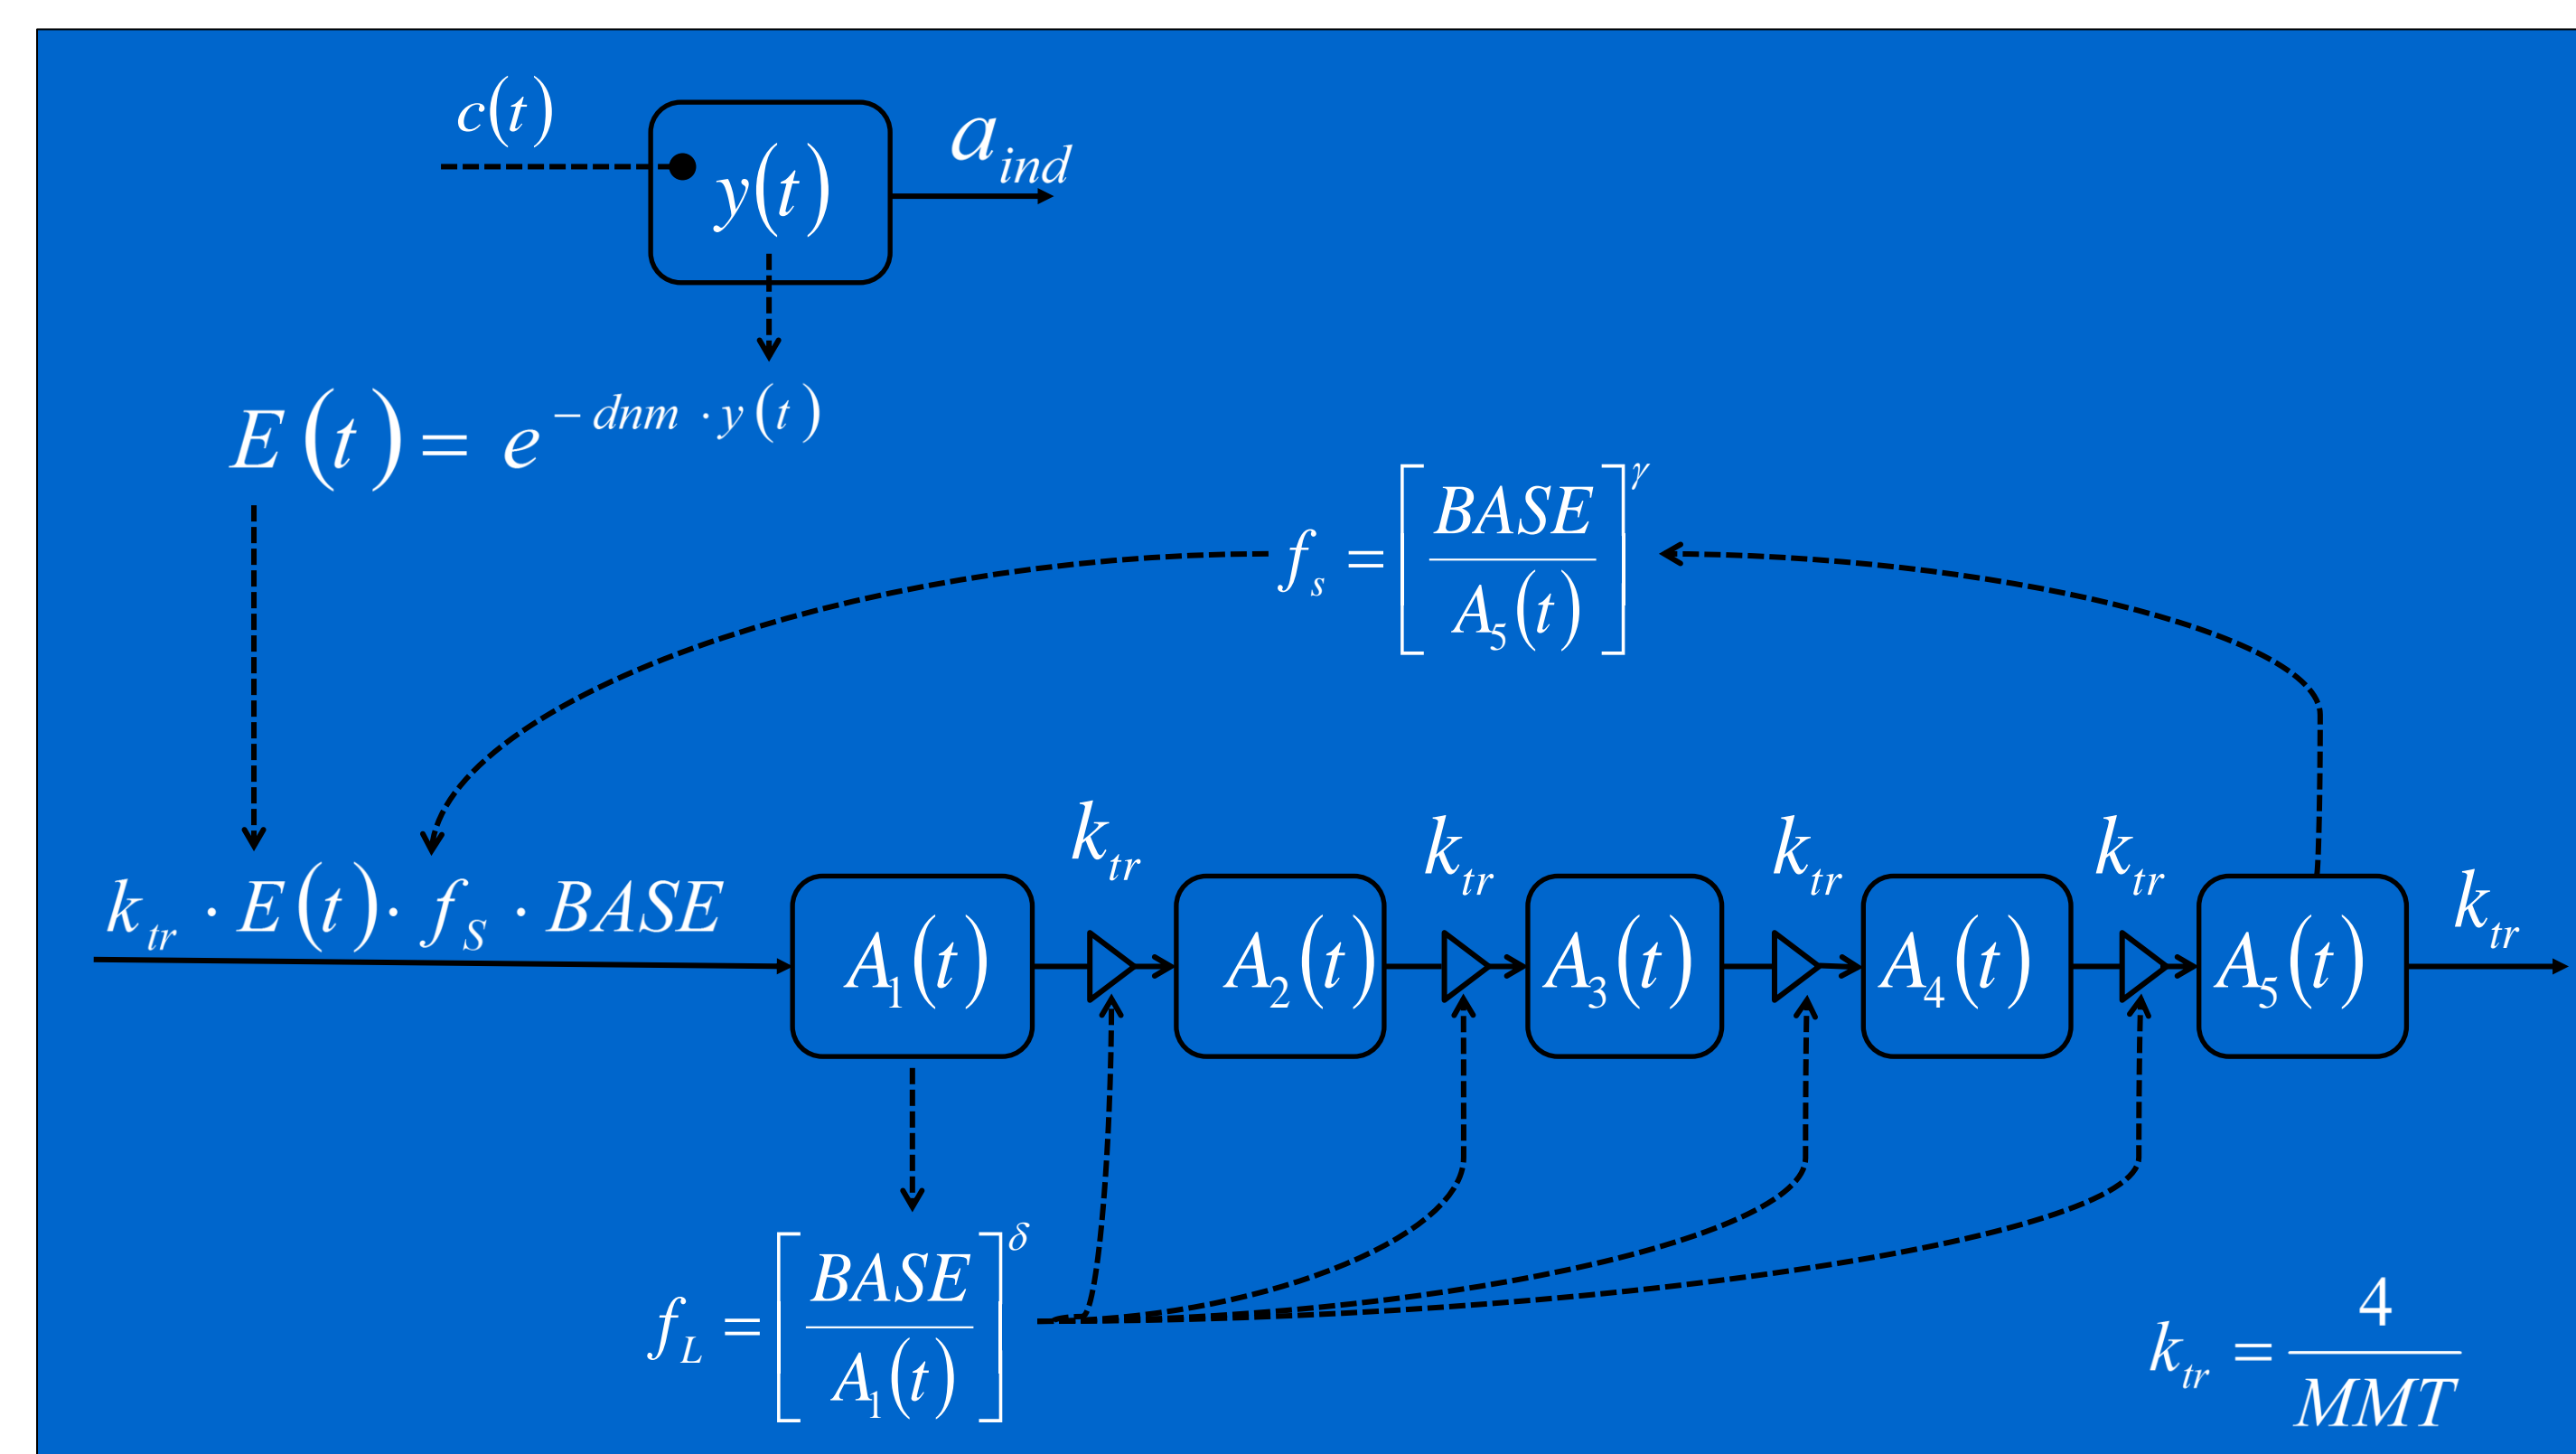 c(t)
y(t)
a_ind
E(t) = e^{-dnm · y(t)}
f_s = [BASE / A_5(t)]^γ
k_tr · E(t) · f_S · BASE
k_tr
k_tr
k_tr
k_tr
k_tr
A_1(t)
A_2(t)
A_3(t)
A_4(t)
A_5(t)
f_L = [BASE / A_1(t)]^δ
k_tr = 4 / MMT